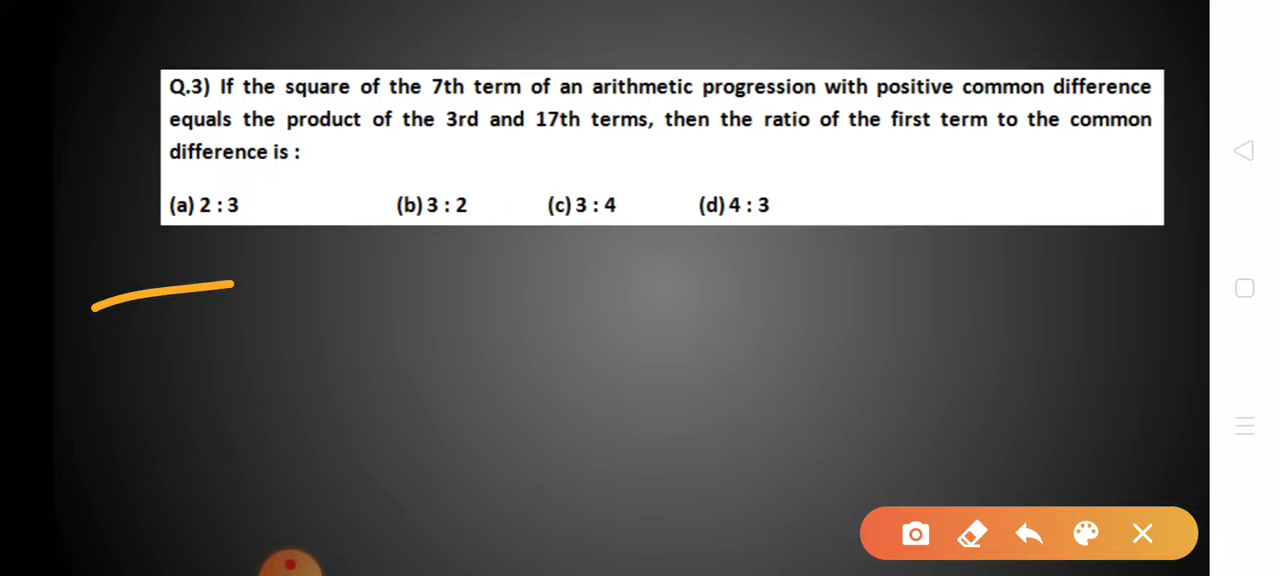 Q.3) If the square of the 7th term of an arithmetic progression with positive common difference
equals the product of the 3rd and 17th terms, then the ratio of the first term to the common
difference is :
(a) 2 : 3 (b) 3 : 2 (c) 3 : 4 (d) 4 : 3